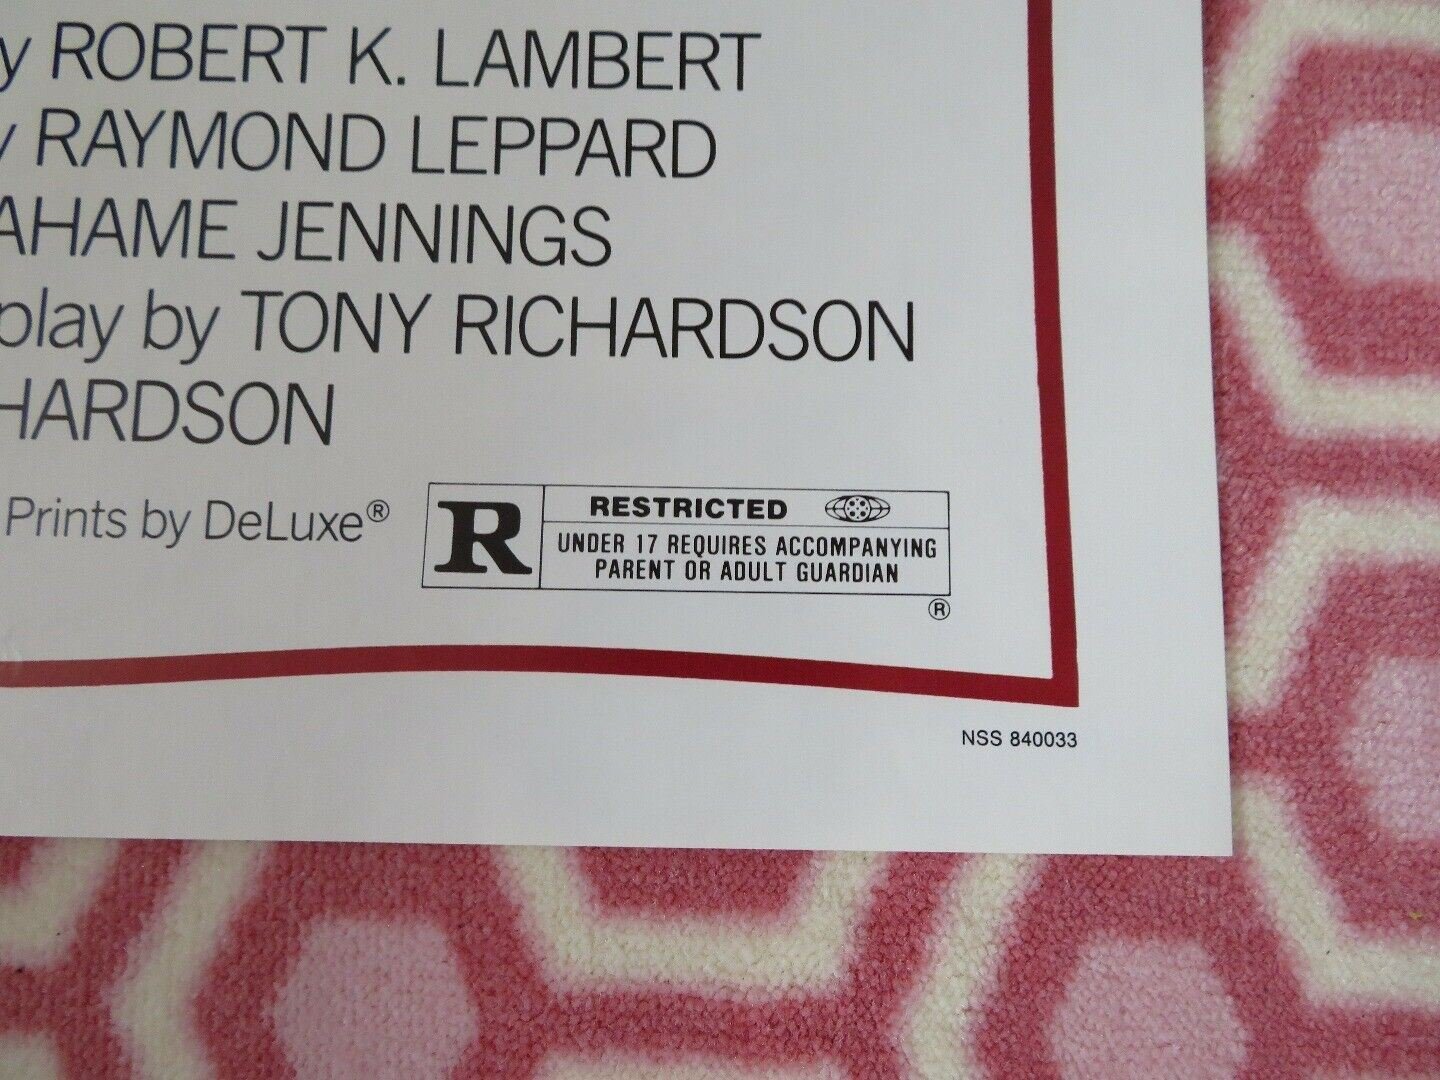 y ROBERT K. LAMBERT
y RAYMOND LEPPARD
AHAME JENNINGS
play by TONY RICHARDSON
HARDSON
Prints by DeLuxe®
R
RESTRICTED
UNDER 17 REQUIRES ACCOMPANYING
PARENT OR ADULT GUARDIAN
®
NSS 840033